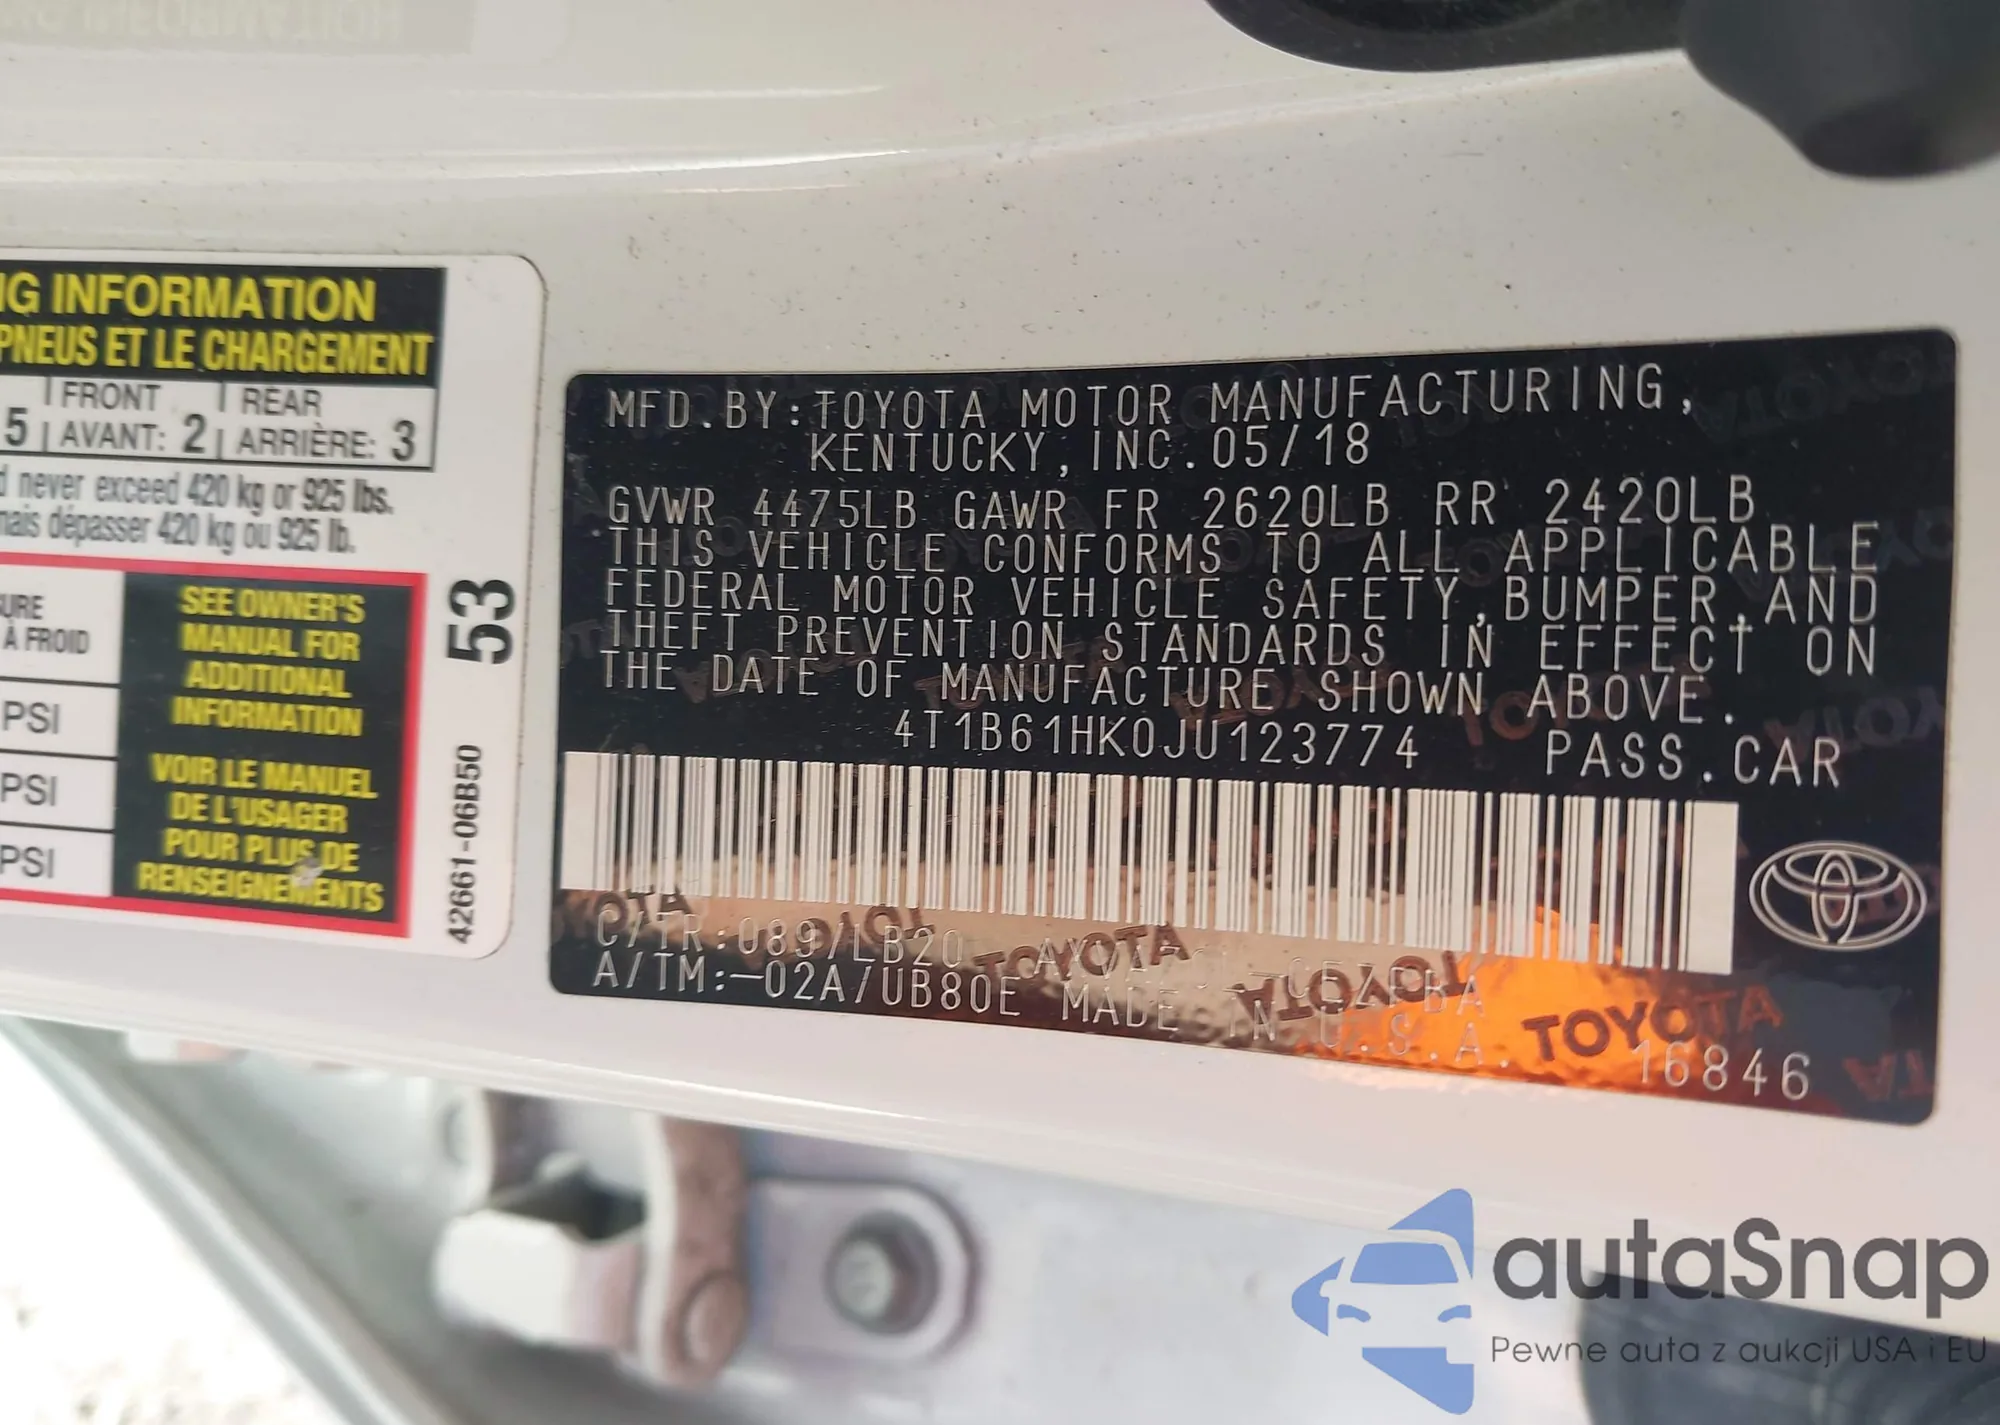 NG INFORMATION
PNEUS ET LE CHARGEMENT
FRONT REAR
5 AVANT: 2 ARRIÈRE: 3
never exceed 420 kg or 925 lbs.
dépasser 420 kg ou 925 lb.
À FROID
PSI
PSI
PSI
SEE OWNER'S
MANUAL FOR
ADDITIONAL
INFORMATION
VOIR LE MANUEL
DE L'USAGER
POUR PLUS DE
RENSEIGNEMENTS
53
42661-06B50
MFD.BY:TOYOTA MOTOR MANUFACTURING,
KENTUCKY,INC.05/18
GVWR 4475LB GAWR FR 2620LB RR 2420LB
THIS VEHICLE CONFORMS TO ALL APPLICABLE
FEDERAL MOTOR VEHICLE SAFETY,BUMPER,AND
THEFT PREVENTION STANDARDS IN EFFECT ON
THE DATE OF MANUFACTURE SHOWN ABOVE.
4T1B61HK0JU123774 PASS.CAR
C/TR:089/LB20
A/TM:-02A/UB80E MADE IN U.S.A.
16846
TOYOTA TOYOTA TOYOTA
autaSnap
Pewne auta z aukcji USA i EU